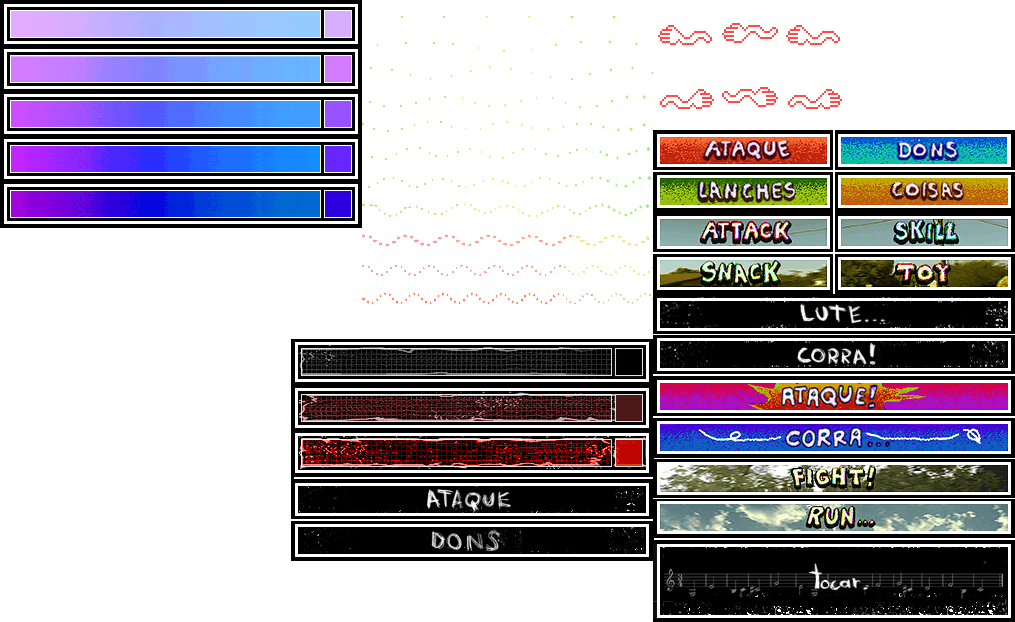 ATAQUE
DONS
LANCHES
COISAS
ATTACK
SKILL
SNACK
TOY
LUTE...
CORRA!
ATAQUE!
CORRA...
FIGHT!
RUN...
ATAQUE
DONS
tocar.